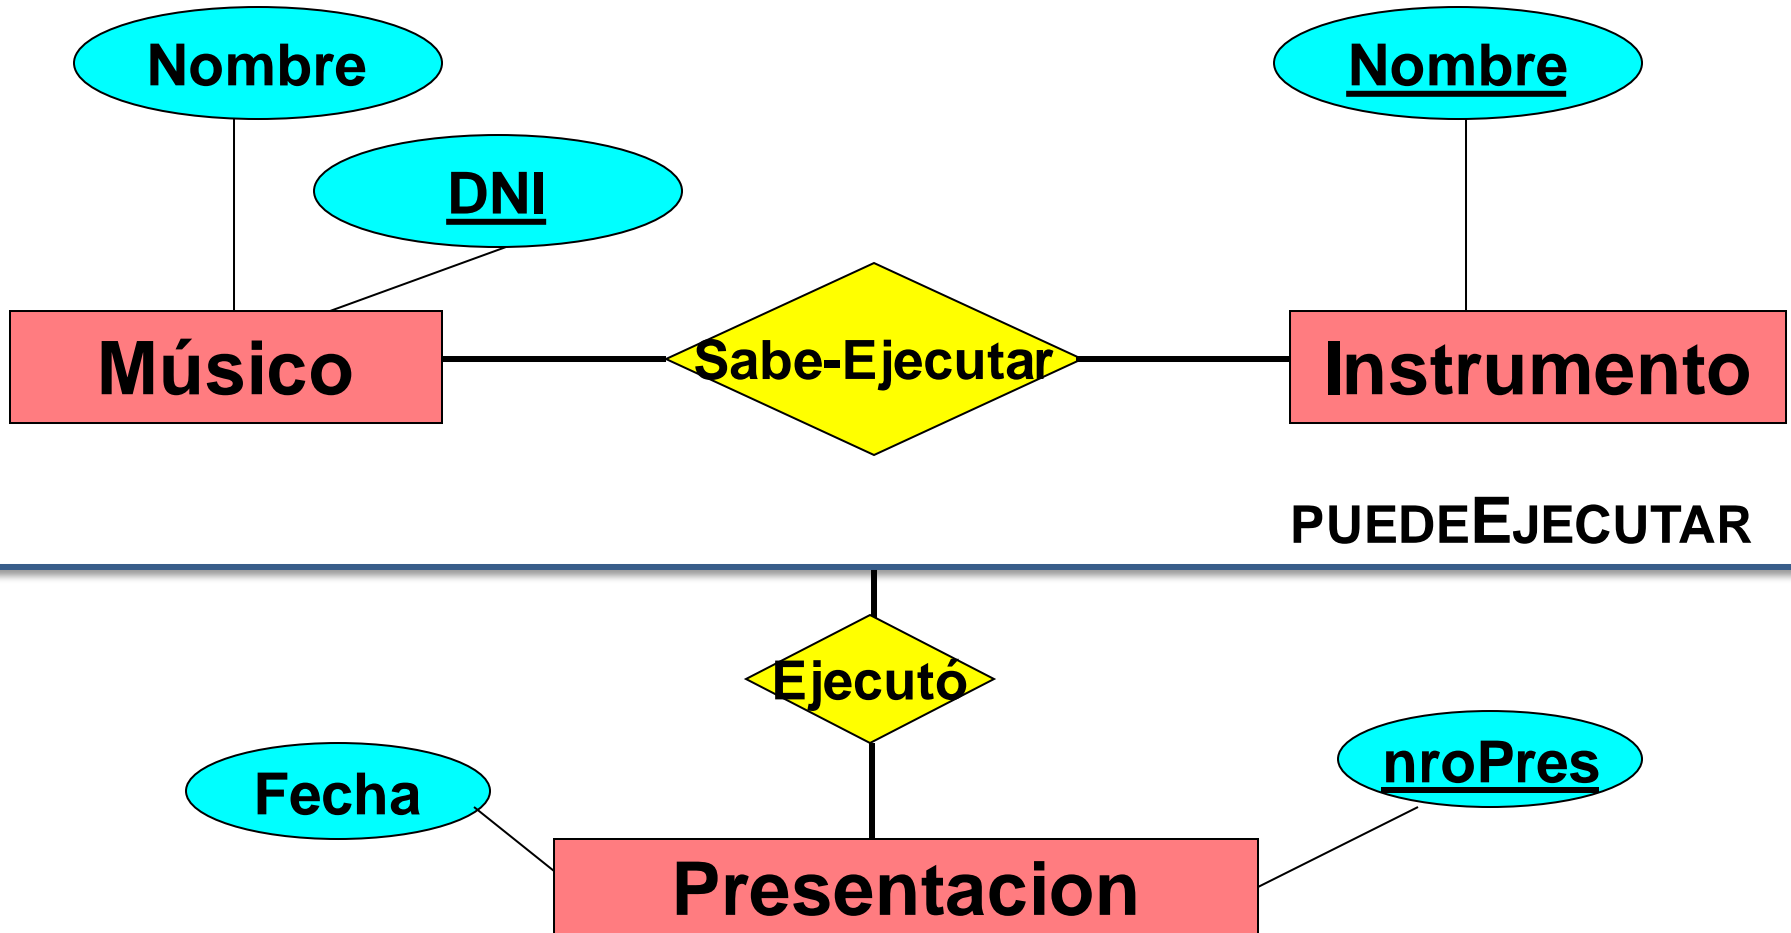 Nombre
Nombre
DNI
Músico
Sabe-Ejecutar
Instrumento
PUEDEEJECUTAR
Ejecutó
Fecha
nroPres
Presentacion